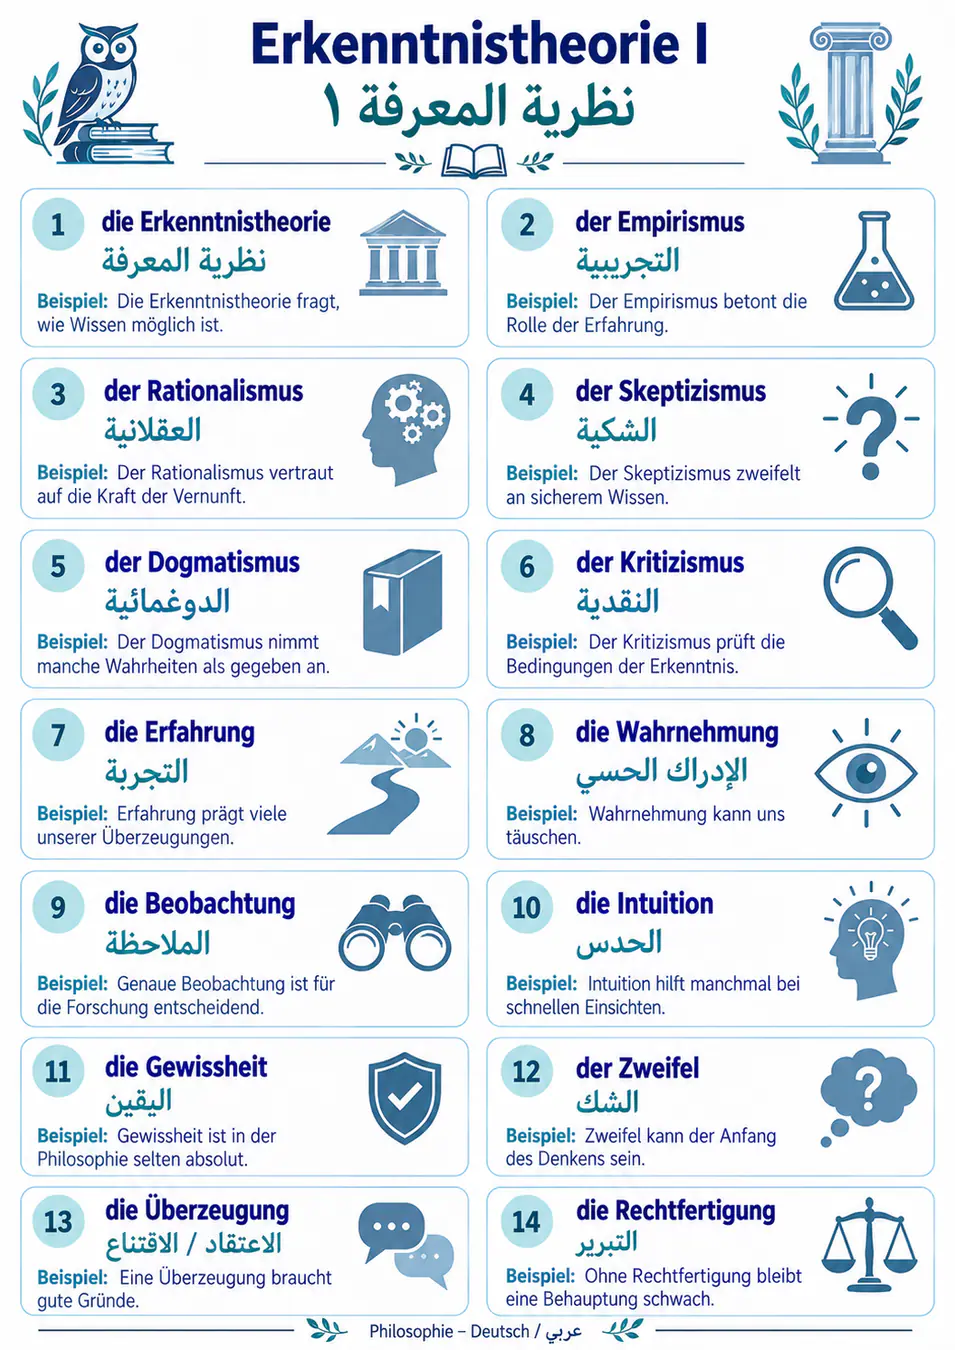 Erkenntnistheorie I
نظرية المعرفة ١
1
die Erkenntnistheorie
نظرية المعرفة
Beispiel: Die Erkenntnistheorie fragt,
wie Wissen möglich ist.
2
der Empirismus
التجريبية
Beispiel: Der Empirismus betont die
Rolle der Erfahrung.
3
der Rationalismus
العقلانية
Beispiel: Der Rationalismus vertraut
auf die Kraft der Vernunft.
4
der Skeptizismus
الشكية
Beispiel: Der Skeptizismus zweifelt
an sicherem Wissen.
5
der Dogmatismus
الدوغمائية
Beispiel: Der Dogmatismus nimmt
manche Wahrheiten als gegeben an.
6
der Kritizismus
النقدية
Beispiel: Der Kritizismus prüft die
Bedingungen der Erkenntnis.
7
die Erfahrung
التجربة
Beispiel: Erfahrung prägt viele
unserer Überzeugungen.
8
die Wahrnehmung
الإدراك الحسي
Beispiel: Wahrnehmung kann uns
täuschen.
9
die Beobachtung
الملاحظة
Beispiel: Genaue Beobachtung ist für
die Forschung entscheidend.
10
die Intuition
الحدس
Beispiel: Intuition hilft manchmal bei
schnellen Einsichten.
11
die Gewissheit
اليقين
Beispiel: Gewissheit ist in der
Philosophie selten absolut.
12
der Zweifel
الشك
Beispiel: Zweifel kann der Anfang
des Denkens sein.
13
die Überzeugung
الاعتقاد / الاقتناع
Beispiel: Eine Überzeugung braucht
gute Gründe.
14
die Rechtfertigung
التبرير
Beispiel: Ohne Rechtfertigung bleibt
eine Behauptung schwach.
Philosophie – Deutsch / عربي